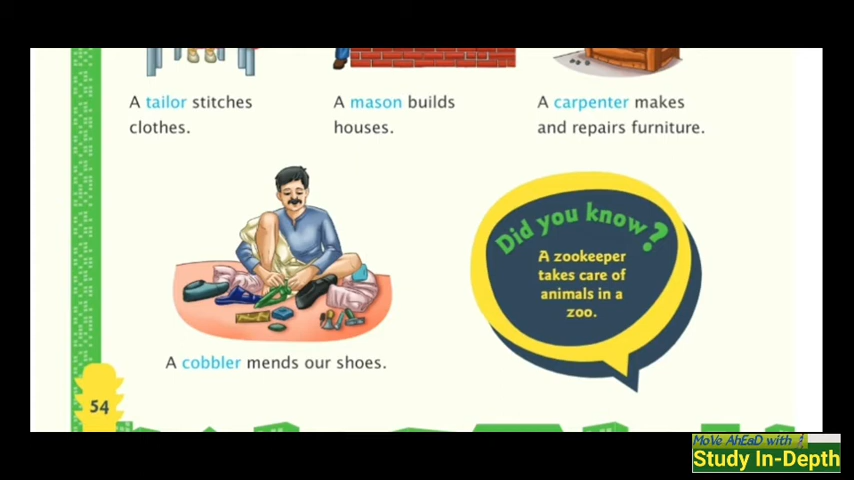 A tailor stitches
clothes.
A mason builds
houses.
A carpenter makes
and repairs furniture.
Did you know?
A zookeeper
takes care of
animals in a
zoo.
A cobbler mends our shoes.
54
MoVe AhEaD with
Study In-Depth